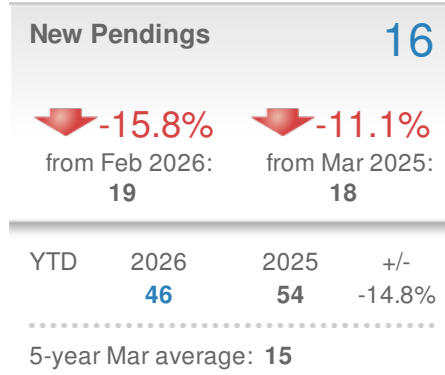 New Pendings 16
-15.8% -11.1%
from Feb 2026: from Mar 2025:
19 18
YTD 2026 2025 +/-
46 54 -14.8%
5-year Mar average: 15